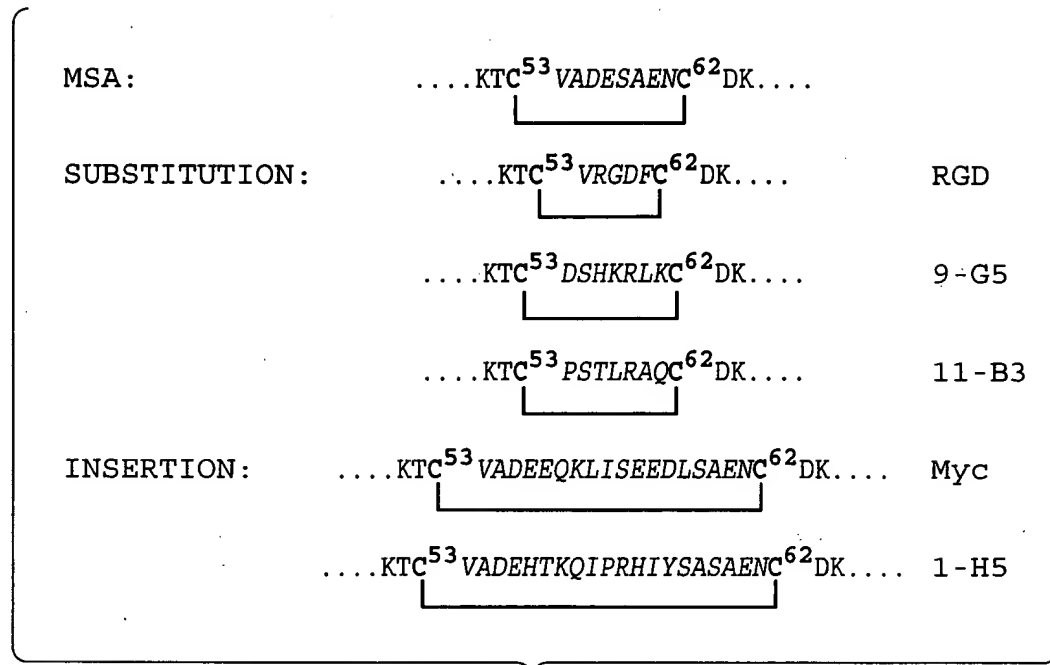 MSA: ....KTC53VADESAENC62DK....
SUBSTITUTION: ....KTC53VRGDFC62DK.... RGD
....KTC53DSHKRLKC62DK.... 9-G5
....KTC53PSTLRAQC62DK.... 11-B3
INSERTION: ....KTC53VADEEQKLISEEDLSAENC62DK.... Myc
....KTC53VADEHTKQIPRHIYSASAENC62DK.... 1-H5